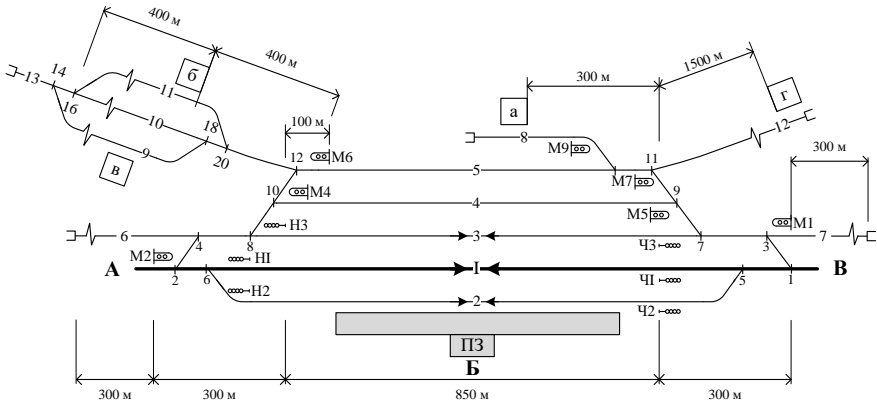 400 м
400 м
1500 м
300 м
б
г
а
13
14
16
11
10
9
18
20
в
100 м
М6
12
8
М9
12
300 м
5
11
М7
10
М4
4
9
М5
М1
Н3
6
4
8
3
7
3
7
Ч3
М2
А
НI
I
В
2
6
Н2
ЧI
5
1
2
Ч2
ПЗ
Б
300 м
300 м
850 м
300 м